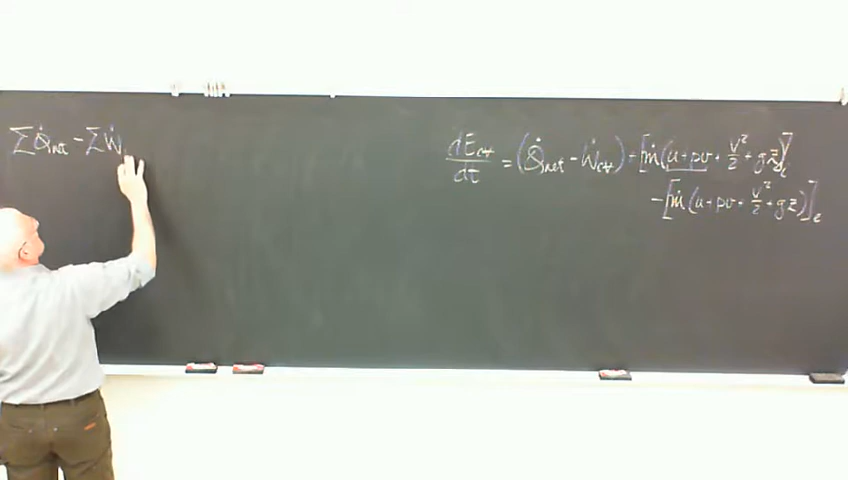 ΣQ̇net - ΣẆ
dEcv/dt = (Q̇net - Ẇcv) + [ṁ(u + pv + V²/2 + gz)]i
- [ṁ(u + pv + V²/2 + gz)]e